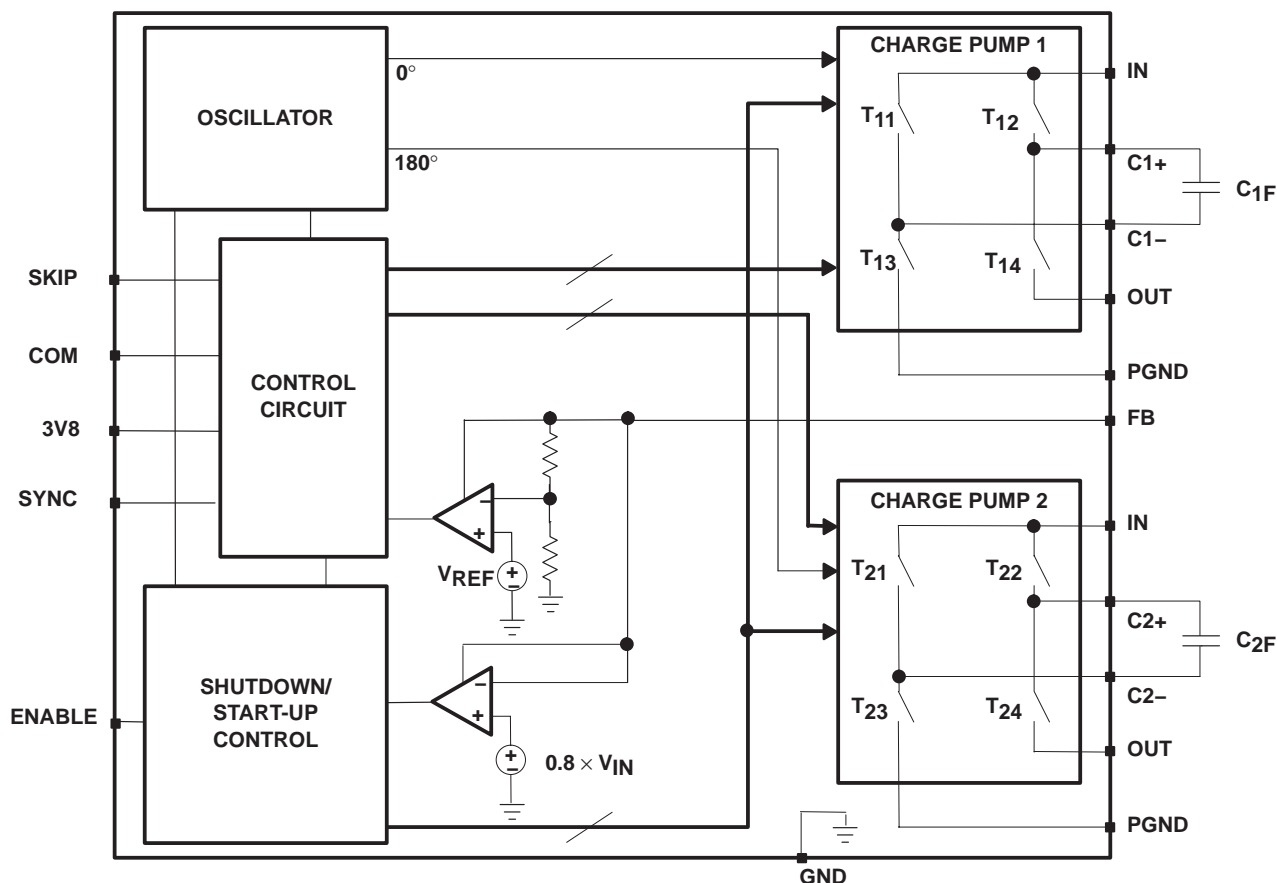 OSCILLATOR
0°
180°
CHARGE PUMP 1
T11
T12
T13
T14
IN
C1+
C1F
C1−
OUT
PGND
FB
SKIP
COM
3V8
SYNC
CONTROL
CIRCUIT
−
+
VREF
+
−
CHARGE PUMP 2
T21
T22
T23
T24
IN
C2+
C2F
C2−
OUT
PGND
ENABLE
SHUTDOWN/
START-UP
CONTROL
−
+
+
−
0.8 × VIN
GND